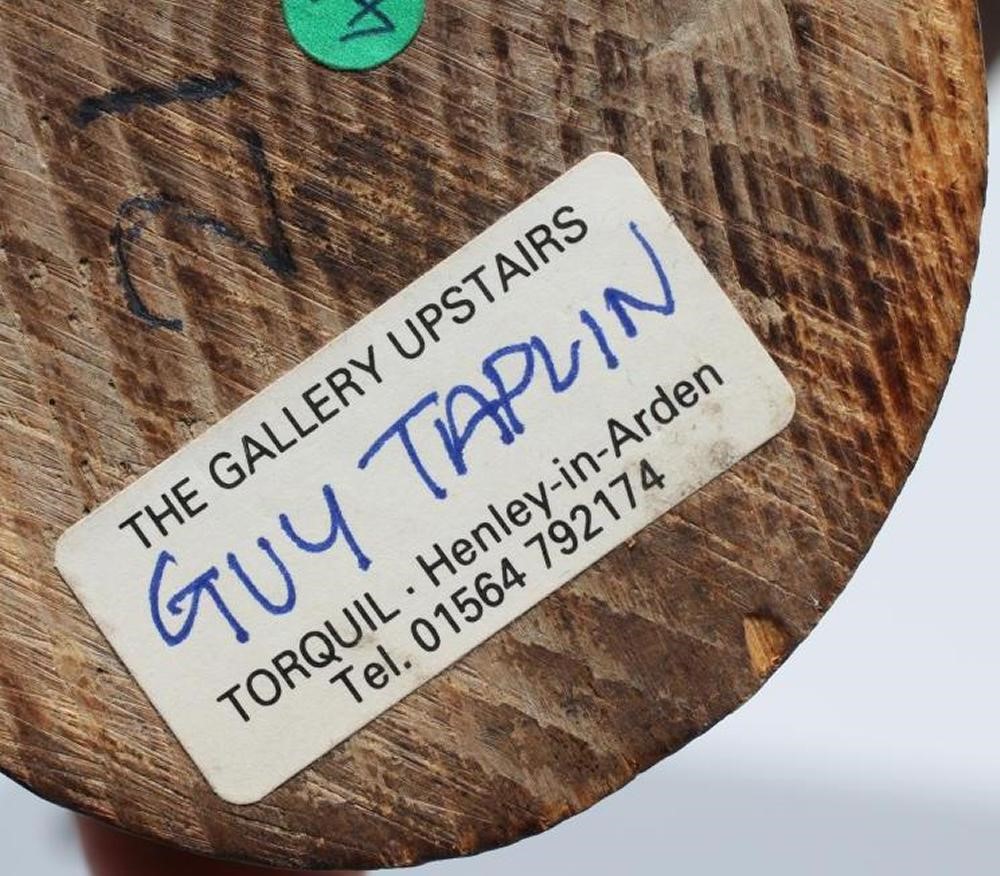 THE GALLERY UPSTAIRS
GUY TAPLIN
TORQUIL . Henley-in-Arden
Tel. 01564 792174